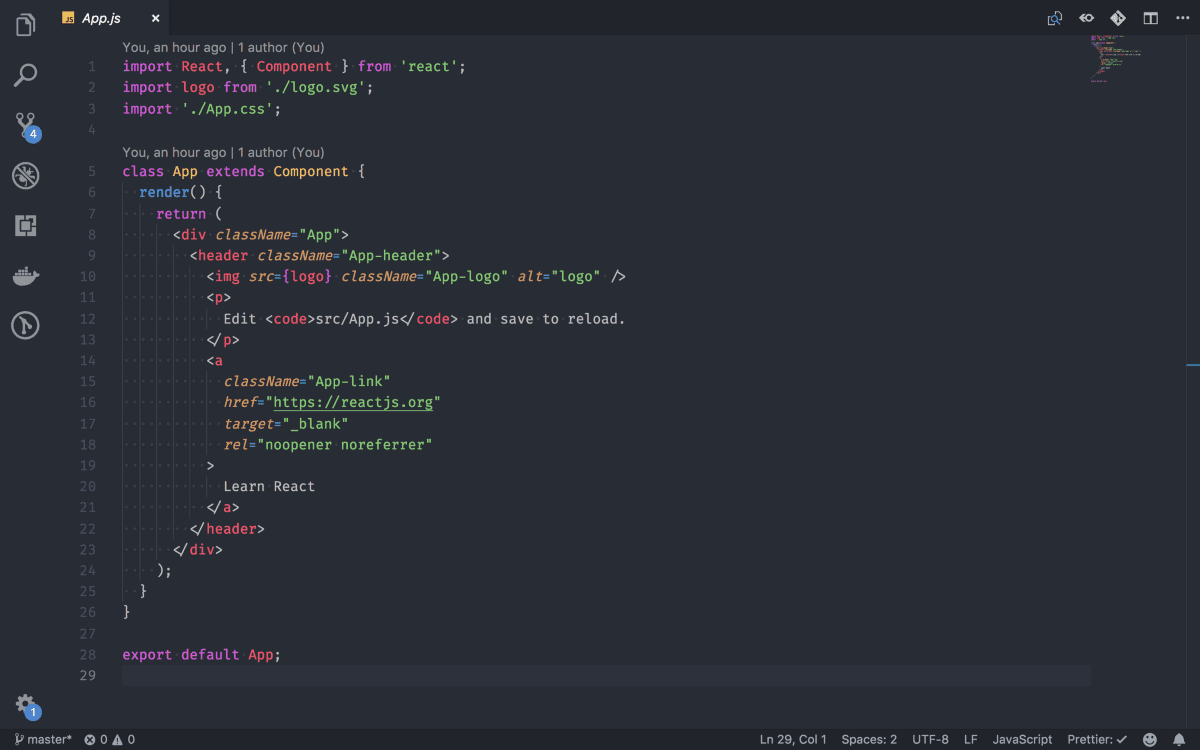 JS App.js ×
You, an hour ago | 1 author (You)
1 import React, { Component } from 'react';
2 import logo from './logo.svg';
3 import './App.css';
4
You, an hour ago | 1 author (You)
5 class App extends Component {
6 render() {
7 return (
8 <div className="App">
9 <header className="App-header">
10 <img src={logo} className="App-logo" alt="logo" />
11 <p>
12 Edit <code>src/App.js</code> and save to reload.
13 </p>
14 <a
15 className="App-link"
16 href="https://reactjs.org"
17 target="_blank"
18 rel="noopener noreferrer"
19 >
20 Learn React
21 </a>
22 </header>
23 </div>
24 );
25 }
26 }
27
28 export default App;
29
4
1
master* 0 0 Ln 29, Col 1 Spaces: 2 UTF-8 LF JavaScript Prettier: ✓